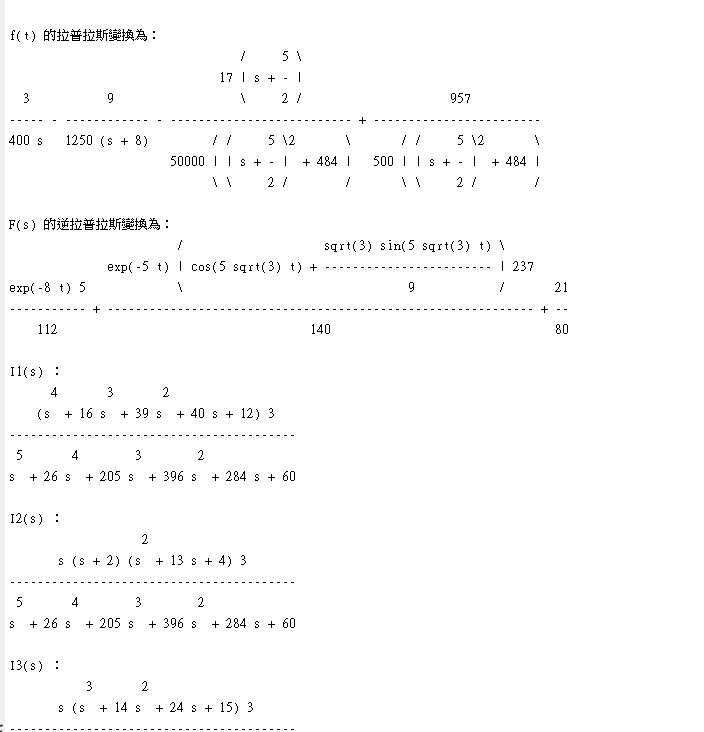 f(t) 的拉普拉斯變換為：
                                 /     5 \
                              17 | s + - |
  3           9                  \     2 /                     957
----- - ------------- - -------------------------- + ------------------------
400 s   1250 (s + 8)         / /     5 \2       \        / /     5 \2       \
                       50000 | | s + - |  + 484 |   500 | | s + - |  + 484 |
                             \ \     2 /        /        \ \     2 /        /
F(s) 的逆拉普拉斯變換為：
                        /                    sqrt(3) sin(5 sqrt(3) t) \
              exp(-5 t) | cos(5 sqrt(3) t) + ------------------------ | 237
exp(-8 t) 5             \                               9             /       21
----------- + ------------------------------------------------------------- + --
    112                                    140                                80
I1(s) ：
      4       3       2
    (s  + 16 s  + 39 s  + 40 s + 12) 3
-----------------------------------------
 5       4        3        2
s  + 26 s  + 205 s  + 396 s  + 284 s + 60
I2(s) ：
                   2
       s (s + 2) (s  + 13 s + 4) 3
-----------------------------------------
 5       4        3        2
s  + 26 s  + 205 s  + 396 s  + 284 s + 60
I3(s) ：
           3       2
       s (s  + 14 s  + 24 s + 15) 3
-----------------------------------------